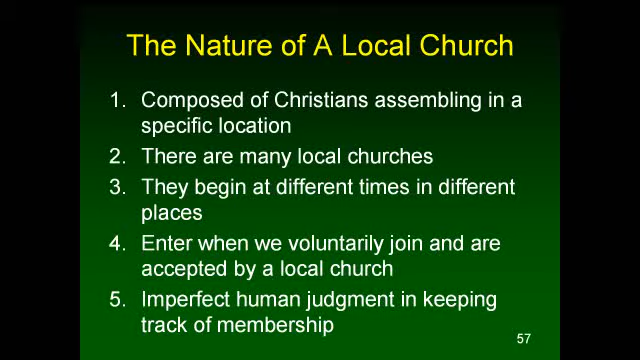 The Nature of A Local Church
1. Composed of Christians assembling in a
specific location
2. There are many local churches
3. They begin at different times in different
places
4. Enter when we voluntarily join and are
accepted by a local church
5. Imperfect human judgment in keeping
track of membership
57